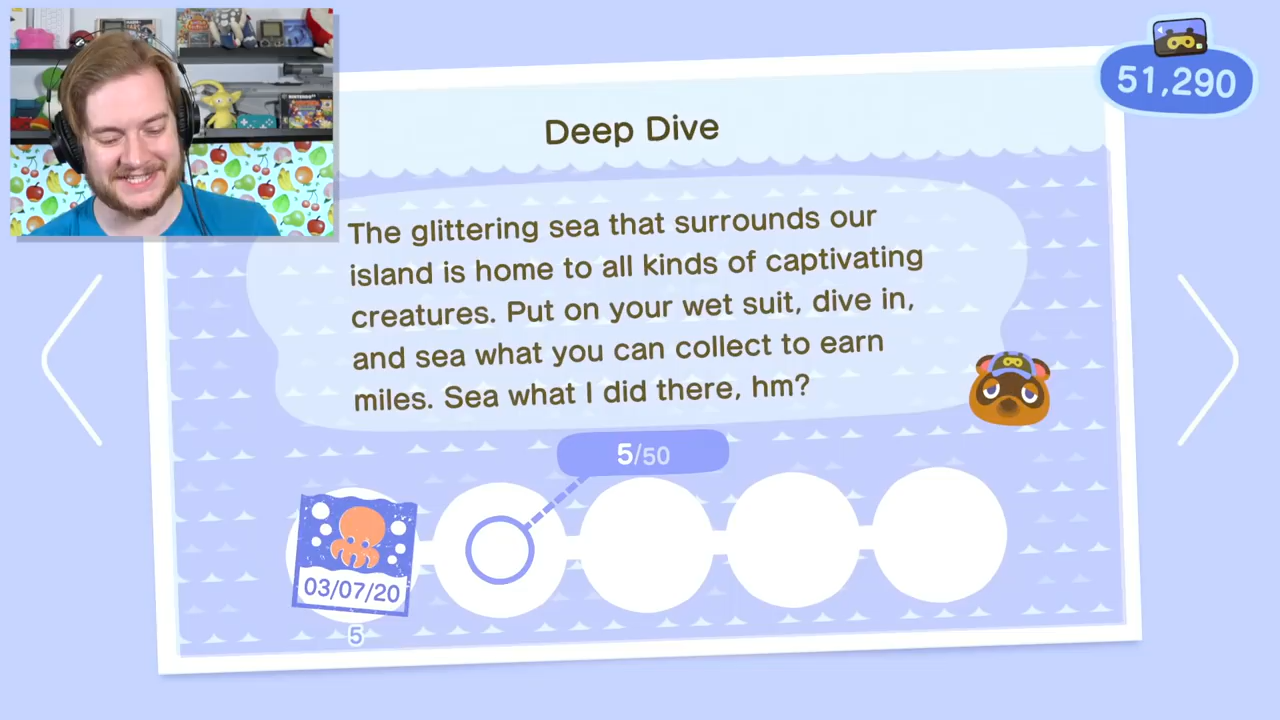 51,290
Deep Dive
The glittering sea that surrounds our
island is home to all kinds of captivating
creatures. Put on your wet suit, dive in,
and sea what you can collect to earn
miles. Sea what I did there, hm?
5/50
03/07/20
5